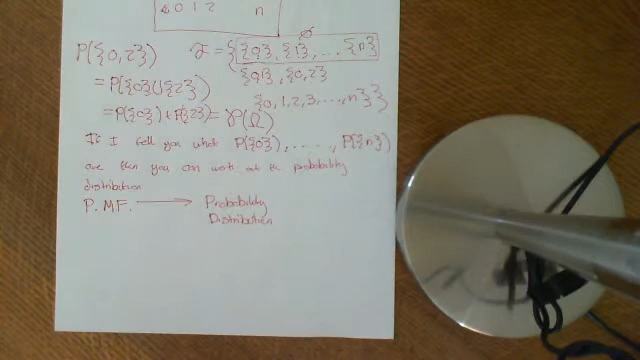 0 1 2 n
P({0,2}) ℱ = { {0}, {1}, ... {n}
∅
= P({0}∪{2}) {0,1}, {0,2}
{0,1,2,3,...,n} }
= P({0}) + P({2}) = 𝒫(Ω)
If I tell you what P({0}), ....., P({n})
are then you can work out the probability
distribution
P.M.F. → Probability
Distribution